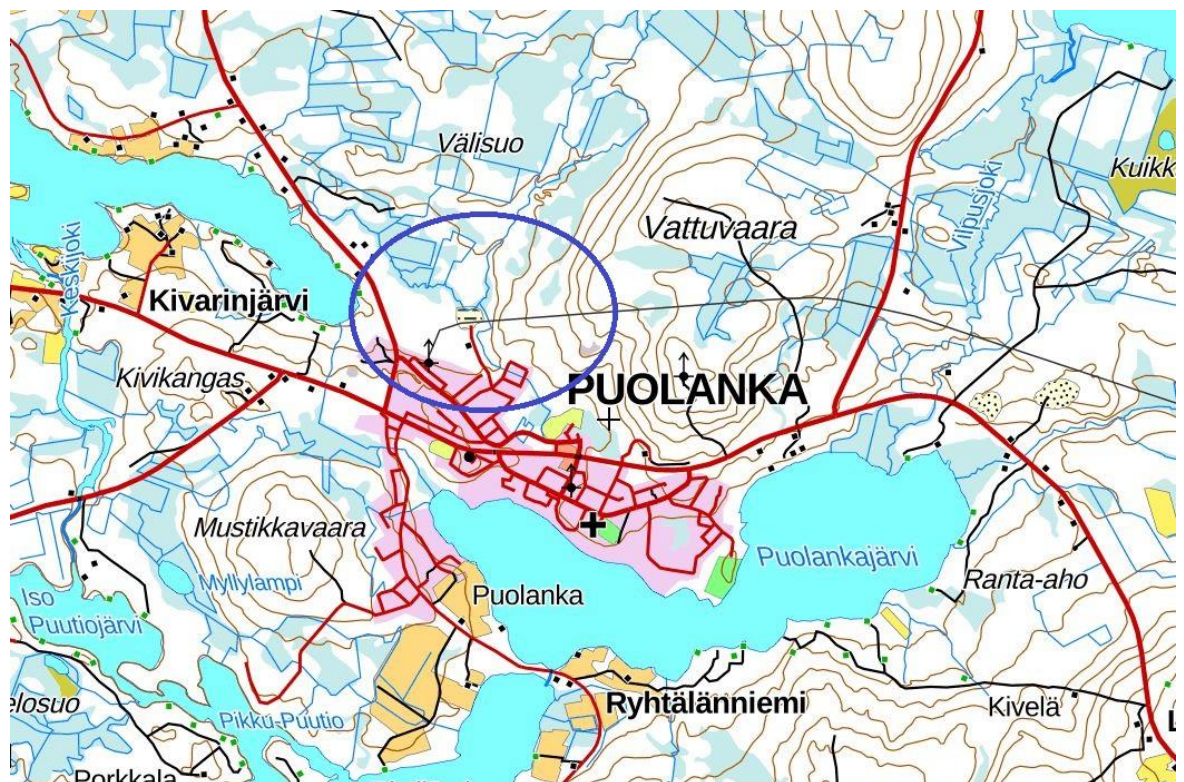 Välisuo
Kuikk
Vattuvaara
Vilpusjoki
Keskijoki
Kivarinjärvi
Kivikangas
PUOLANKA
Mustikkavaara
Puolankajärvi
Myllylampi
Ranta-aho
Iso
Puutiojärvi
Puolanka
elosuo
Ryhtälänniemi
Kivelä
Pikku-Puutio
L
Porkkala